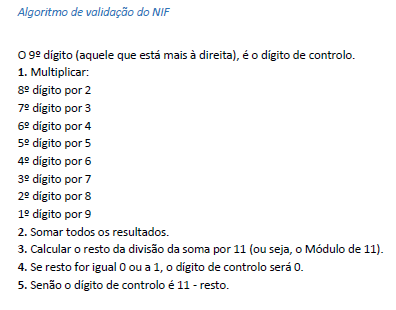 Algoritmo de validação do NIF
O 9º dígito (aquele que está mais à direita), é o dígito de controlo.
1. Multiplicar:
8º dígito por 2
7º dígito por 3
6º dígito por 4
5º dígito por 5
4º dígito por 6
3º dígito por 7
2º dígito por 8
1º dígito por 9
2. Somar todos os resultados.
3. Calcular o resto da divisão da soma por 11 (ou seja, o Módulo de 11).
4. Se resto for igual 0 ou a 1, o dígito de controlo será 0.
5. Senão o dígito de controlo é 11 - resto.